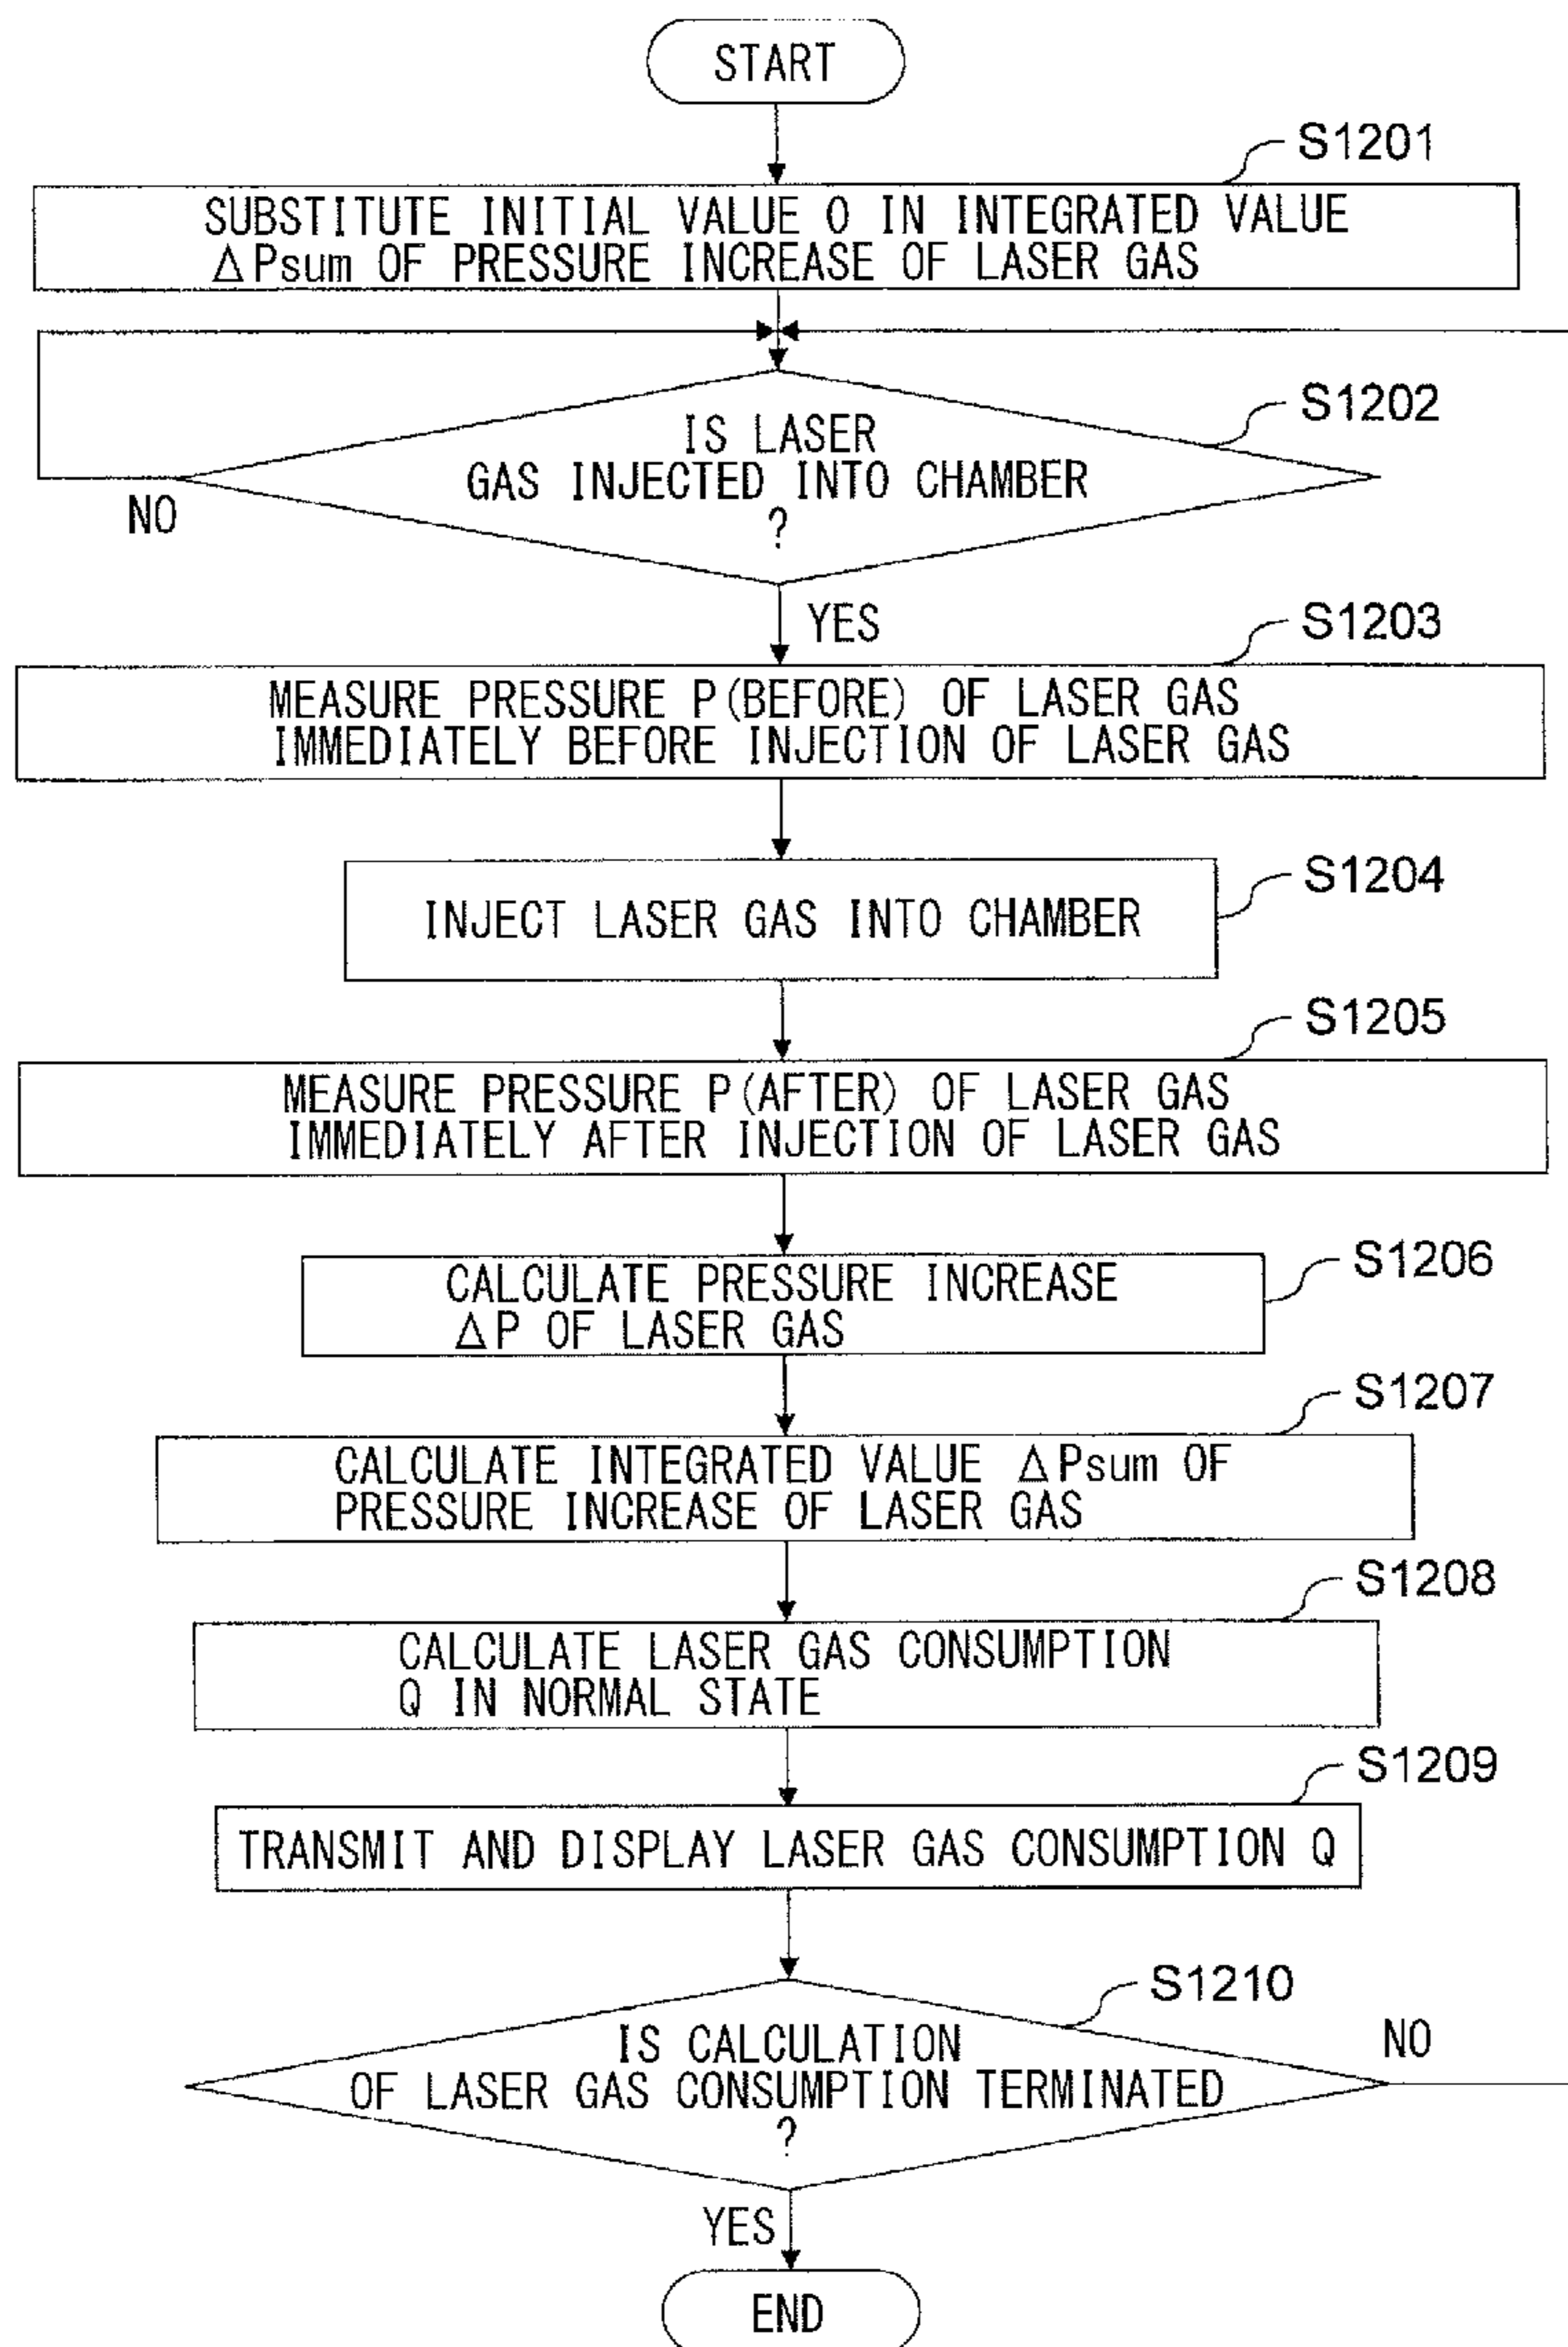 START
S1201
SUBSTITUTE INITIAL VALUE 0 IN INTEGRATED VALUE
ΔPsum OF PRESSURE INCREASE OF LASER GAS
S1202
IS LASER
GAS INJECTED INTO CHAMBER
?
NO
YES
S1203
MEASURE PRESSURE P(BEFORE) OF LASER GAS
IMMEDIATELY BEFORE INJECTION OF LASER GAS
S1204
INJECT LASER GAS INTO CHAMBER
S1205
MEASURE PRESSURE P(AFTER) OF LASER GAS
IMMEDIATELY AFTER INJECTION OF LASER GAS
S1206
CALCULATE PRESSURE INCREASE
ΔP OF LASER GAS
S1207
CALCULATE INTEGRATED VALUE ΔPsum OF
PRESSURE INCREASE OF LASER GAS
S1208
CALCULATE LASER GAS CONSUMPTION
Q IN NORMAL STATE
S1209
TRANSMIT AND DISPLAY LASER GAS CONSUMPTION Q
S1210
IS CALCULATION
OF LASER GAS CONSUMPTION TERMINATED
?
NO
YES
END